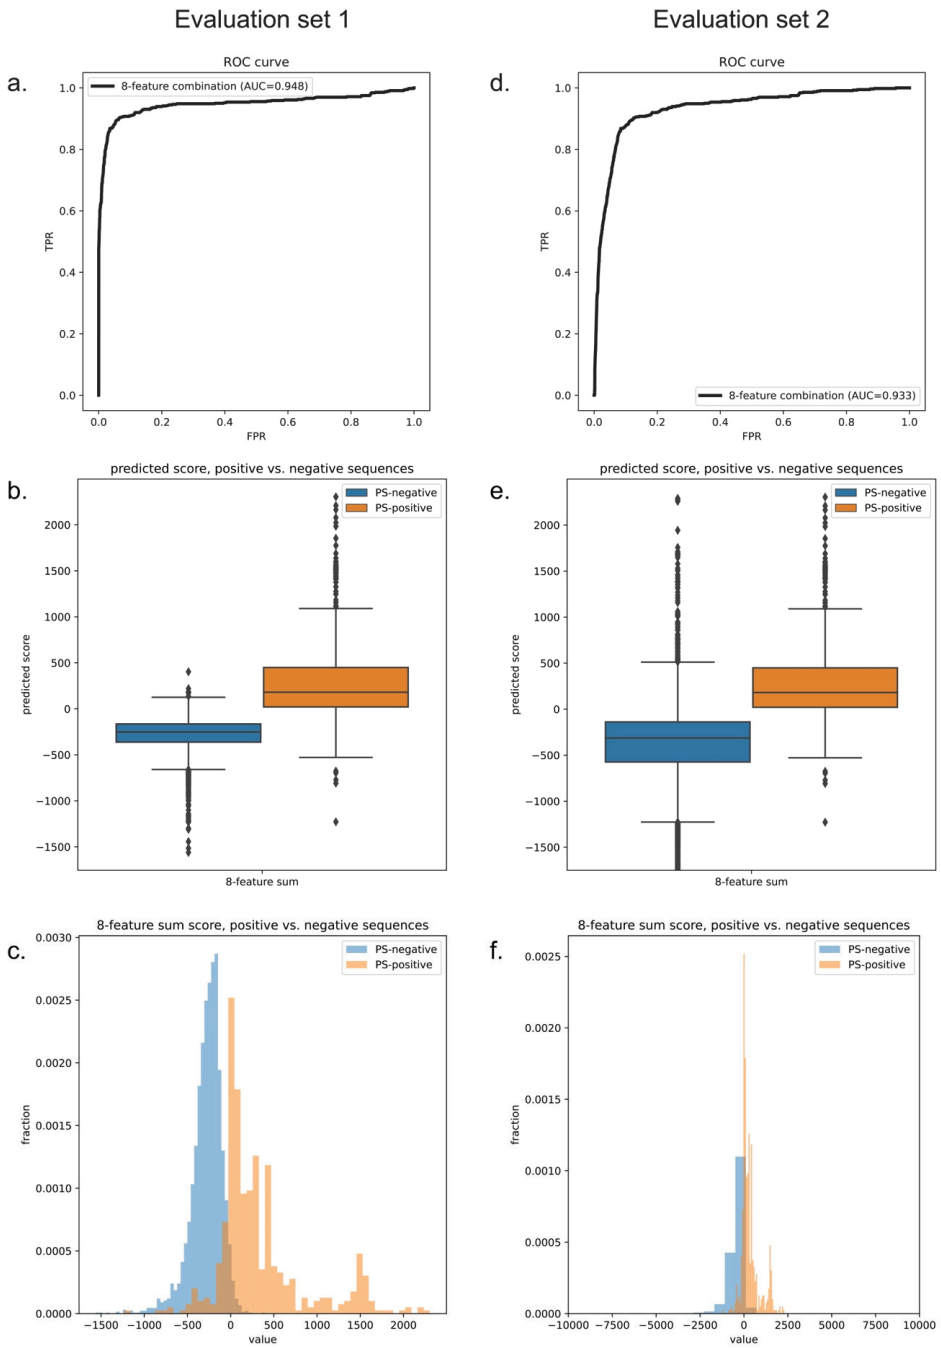 Evaluation set 1
Evaluation set 2
a.
ROC curve
8-feature combination (AUC=0.948)
1.0
0.8
0.6
0.4
0.2
0.0
TPR
0.0 0.2 0.4 0.6 0.8 1.0
FPR
d.
ROC curve
1.0
0.8
0.6
0.4
0.2
0.0
TPR
8-feature combination (AUC=0.933)
0.0 0.2 0.4 0.6 0.8 1.0
FPR
b.
predicted score, positive vs. negative sequences
PS-negative
PS-positive
2000
1500
1000
500
0
−500
−1000
−1500
predicted score
8-feature sum
e.
predicted score, positive vs. negative sequences
PS-negative
PS-positive
2000
1500
1000
500
0
−500
−1000
−1500
predicted score
8-feature sum
c.
8-feature sum score, positive vs. negative sequences
PS-negative
PS-positive
0.0030
0.0025
0.0020
0.0015
0.0010
0.0005
0.0000
fraction
−1500 −1000 −500 0 500 1000 1500 2000
value
f.
8-feature sum score, positive vs. negative sequences
PS-negative
PS-positive
0.0025
0.0020
0.0015
0.0010
0.0005
0.0000
fraction
−10000 −7500 −5000 −2500 0 2500 5000 7500 10000
value